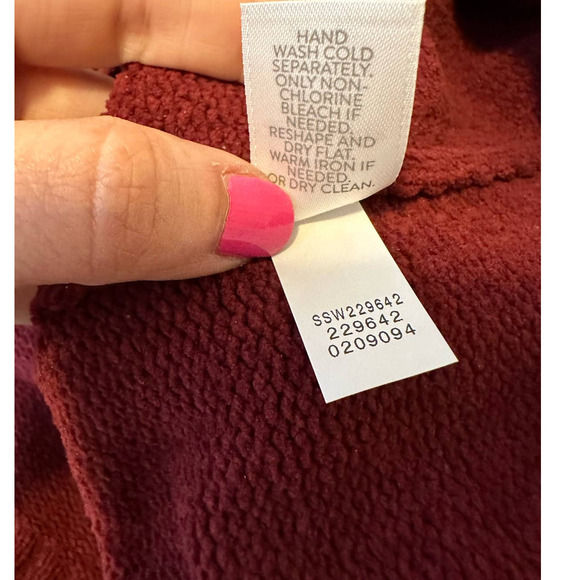 HAND
WASH COLD
SEPARATELY.
ONLY NON-
CHLORINE
BLEACH IF
NEEDED.
RESHAPE AND
DRY FLAT.
WARM IRON IF
NEEDED.
OR DRY CLEAN.
SSW229642
229642
0209094